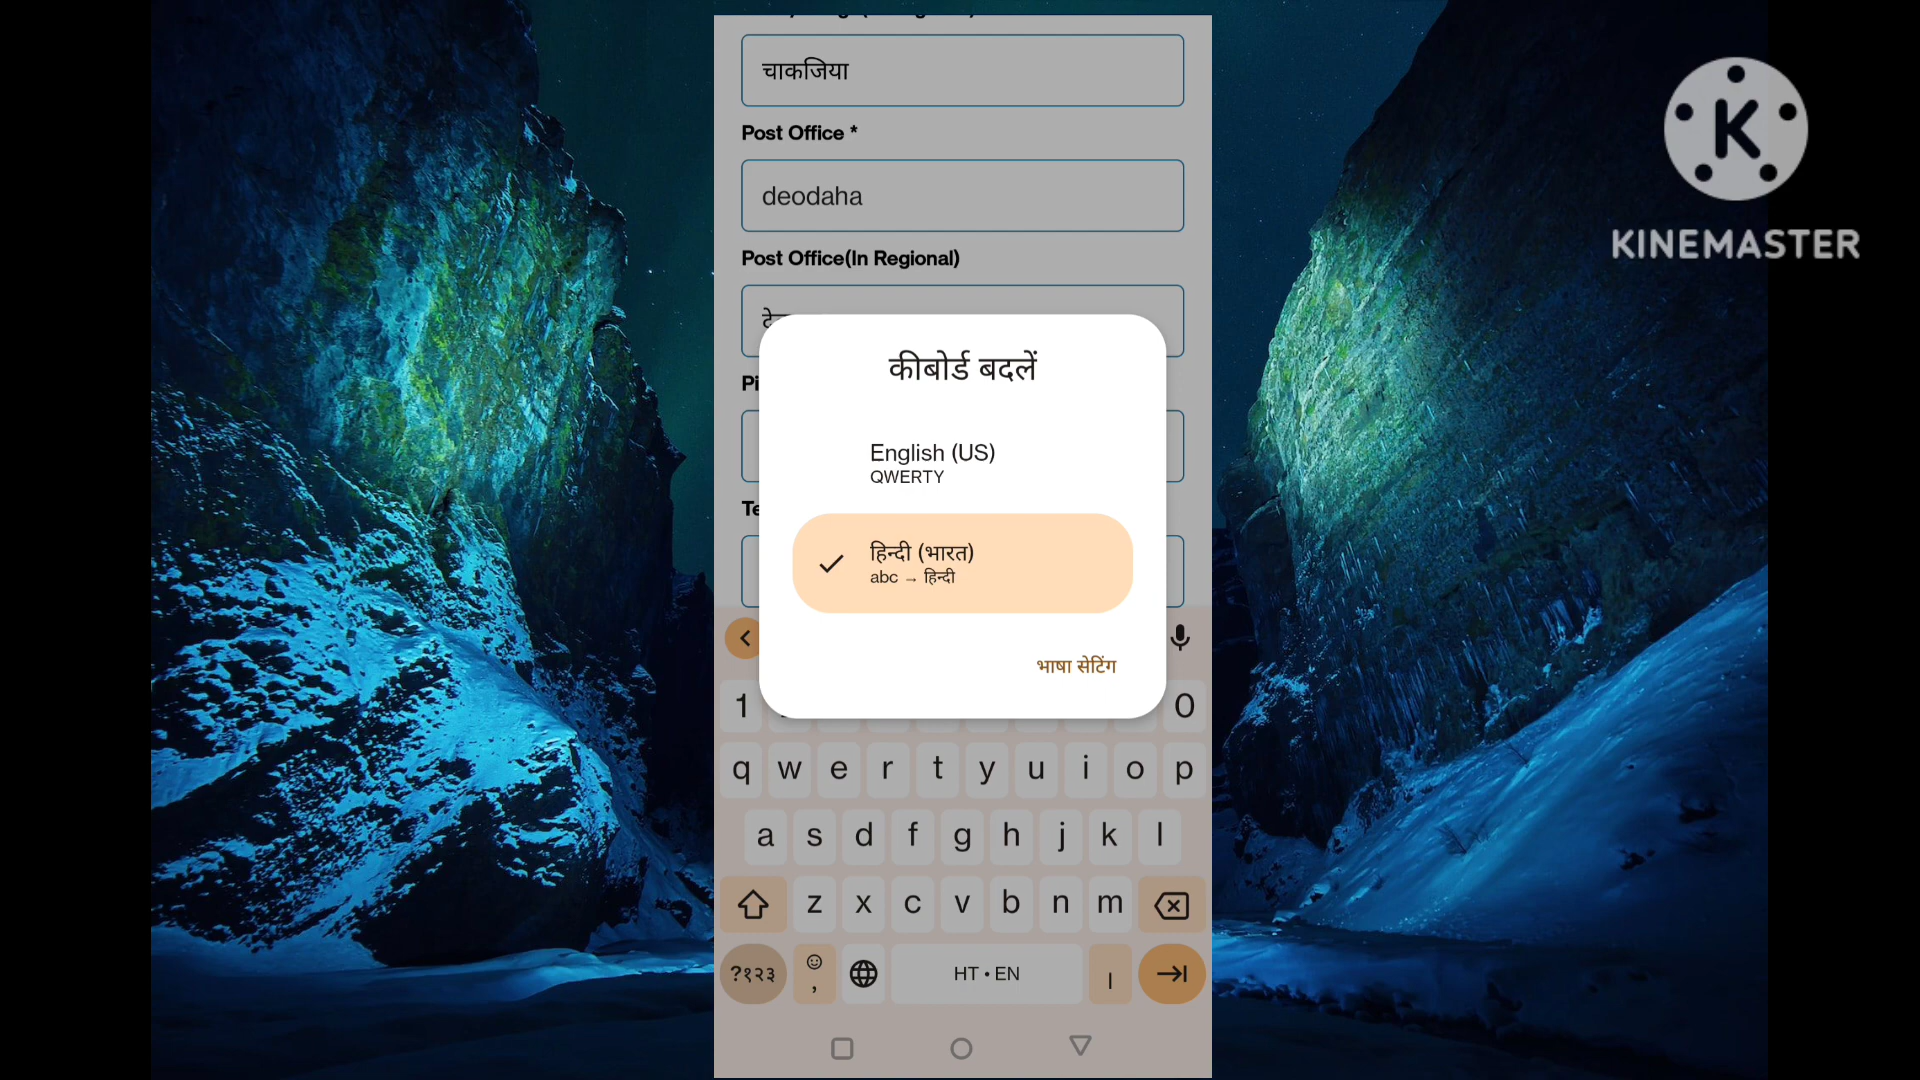 चाकजिया
Post Office *
deodaha
Post Office(In Regional)
कीबोर्ड बदलें
English (US)
QWERTY
हिन्दी (भारत)
abc → हिन्दी
भाषा सेटिंग
1 0
q w e r t y u i o p
a s d f g h j k l
z x c v b n m
?१२३ , HT • EN ।
K
KINEMASTER